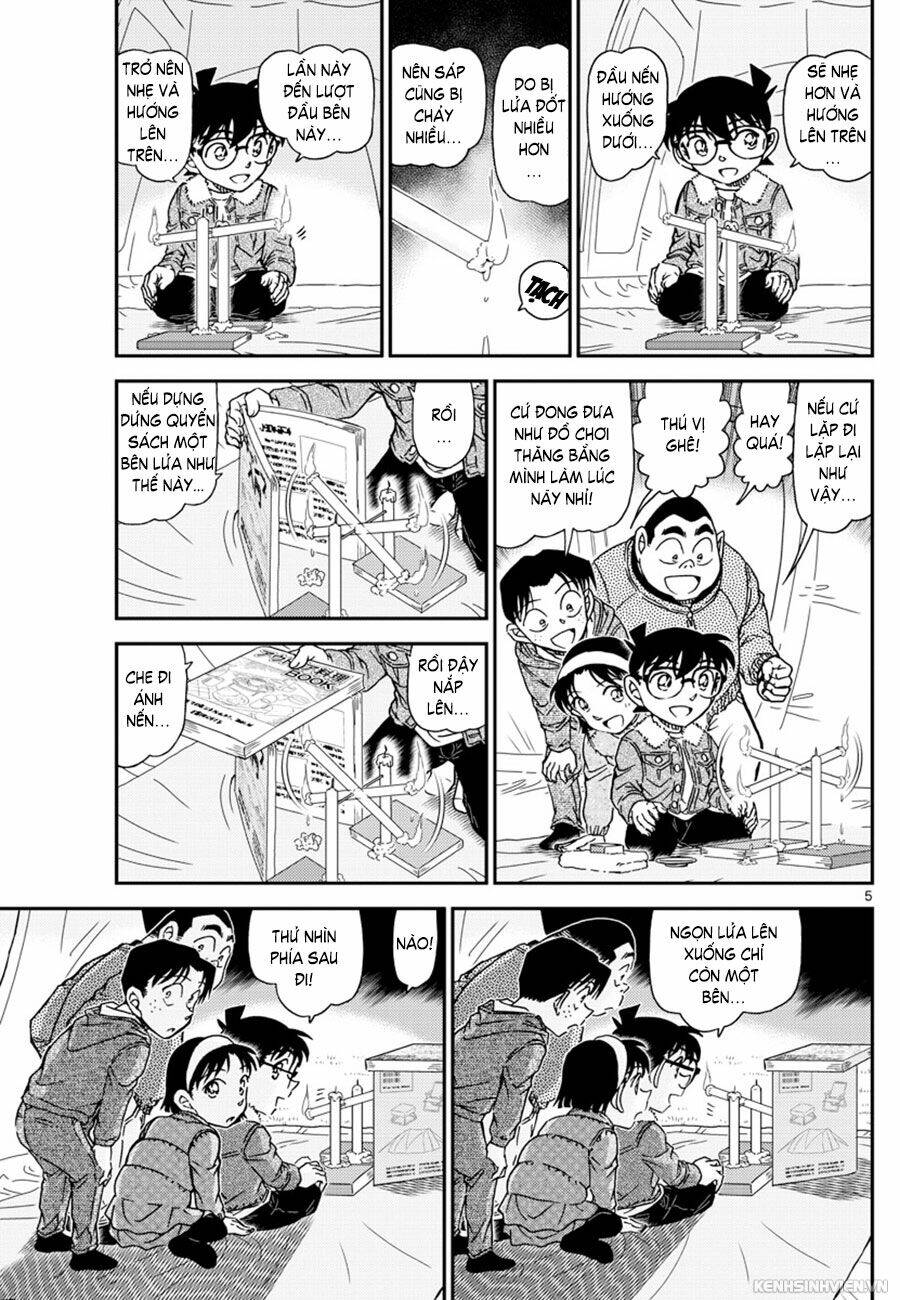 SẼ NHẸ
HƠN VÀ
HƯỚNG
LÊN TRÊN...
ĐẦU NẾN
HƯỚNG
XUỐNG
DƯỚI...
DO BỊ
LỬA ĐỐT
NHIỀU
HƠN
NÊN SÁP
CŨNG BỊ
CHẢY
NHIỀU...
TẠCH
LẦN NÀY
ĐẾN LƯỢT
ĐẦU BÊN
NÀY...
TRỞ NÊN
NHẸ VÀ
HƯỚNG
LÊN TRÊN...
NẾU CỨ
LẶP ĐI
LẶP LẠI
NHƯ
VẬY...
HAY
QUÁ!
THÚ VỊ
GHÊ!
CỨ ĐONG ĐƯA
NHƯ ĐỒ CHƠI
THĂNG BẰNG
MÌNH LÀM LÚC
NÀY NHỈ!
RỒI
...
NẾU DỰNG
DỨNG QUYỂN
SÁCH MỘT
BÊN LỬA NHƯ
THẾ NÀY...
RỒI ĐẬY
NẮP
LÊN...
CHE ĐI
ÁNH
NẾN...
BOOK
5
NGỌN LỬA LÊN
XUỐNG CHỈ
CÒN MỘT
BÊN...
NÀO!
THỬ NHÌN
PHÍA SAU
ĐI!
KENHSINHVIEN.VN